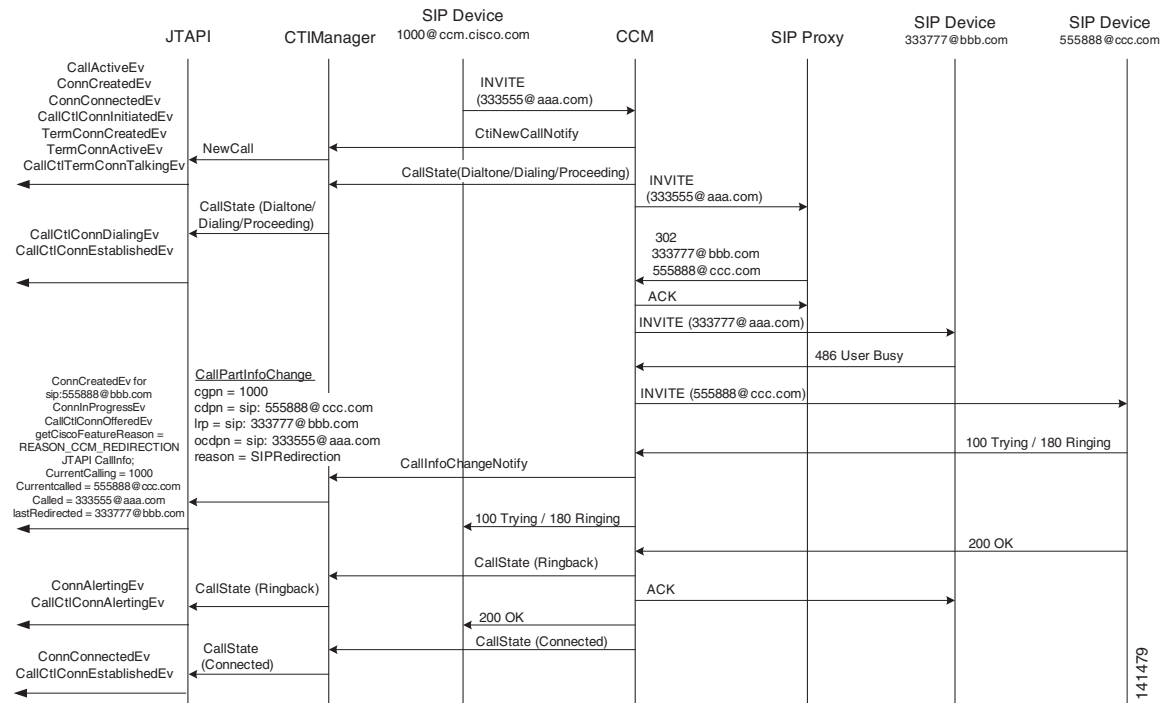 JTAPI
CTIManager
SIP Device
1000@ccm.cisco.com
CCM
SIP Proxy
SIP Device
333777@bbb.com
SIP Device
555888@ccc.com
CallActiveEv
ConnCreatedEv
ConnConnectedEv
CallCtlConnInitiatedEv
TermConnCreatedEv
TermConnActiveEv
CallCtlTermConnTalkingEv
INVITE
(333555@aaa.com)
CtiNewCallNotify
NewCall
CallState(Dialtone/Dialing/Proceeding)
INVITE
(333555@aaa.com)
CallState (Dialtone/
Dialing/Proceeding)
CallCtlConnDialingEv
CallCtlConnEstablishedEv
302
333777@bbb.com
555888@ccc.com
ACK
INVITE (333777@aaa.com)
486 User Busy
ConnCreatedEv for
sip:555888@bbb.com
ConnInProgressEv
CallCtlConnOfferedEv
getCiscoFeatureReason =
REASON_CCM_REDIRECTION
JTAPI CallInfo;
CurrentCalling = 1000
Currentcalled = 555888@ccc.com
Called = 333555@aaa.com
lastRedirected = 333777@bbb.com
CallPartInfoChange
cgpn = 1000
cdpn = sip: 555888@ccc.com
lrp = sip: 333777@bbb.com
ocdpn = sip: 333555@aaa.com
reason = SIPRedirection
INVITE (555888@ccc.com)
100 Trying / 180 Ringing
CallInfoChangeNotify
100 Trying / 180 Ringing
200 OK
CallState (Ringback)
ConnAlertingEv
CallCtlConnAlertingEv
CallState (Ringback)
ACK
200 OK
CallState (Connected)
ConnConnectedEv
CallCtlConnEstablishedEv
CallState
(Connected)
141479